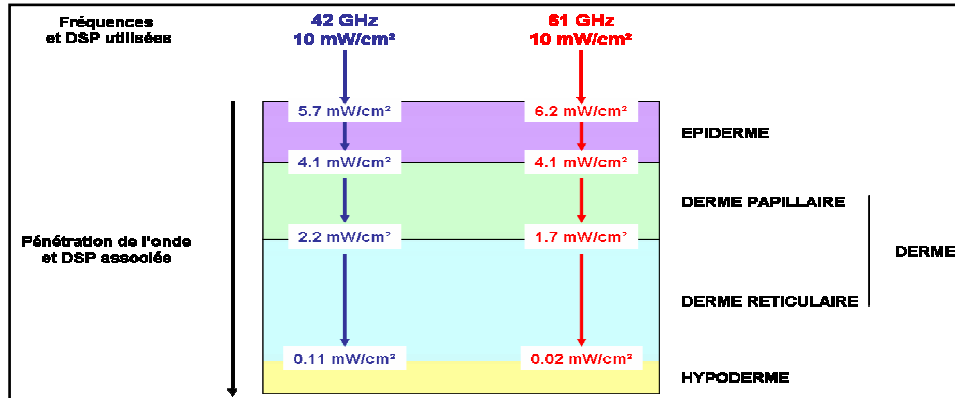 Fréquences
et DSP utilisées
42 GHz
10 mW/cm²
61 GHz
10 mW/cm²
5.7 mW/cm²
6.2 mW/cm²
EPIDERME
4.1 mW/cm²
4.1 mW/cm²
DERME PAPILLAIRE
Pénétration de l'onde
et DSP associée
2.2 mW/cm²
1.7 mW/cm²
DERME
DERME RETICULAIRE
0.11 mW/cm²
0.02 mW/cm²
HYPODERME